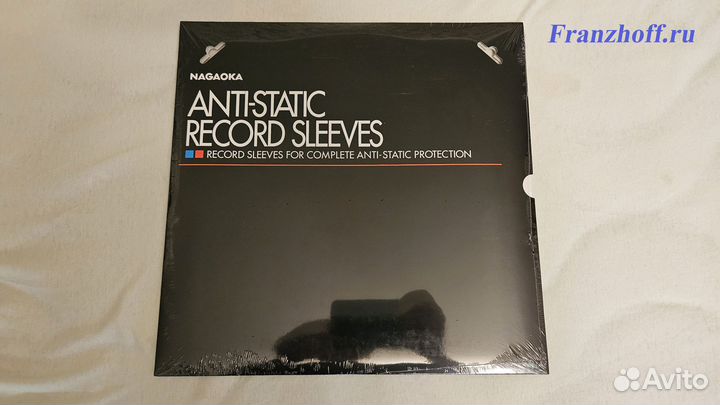 Franzhoff.ru
NAGAOKA
ANTI-STATIC
RECORD SLEEVES
RECORD SLEEVES FOR COMPLETE ANTI-STATIC PROTECTION
Avito